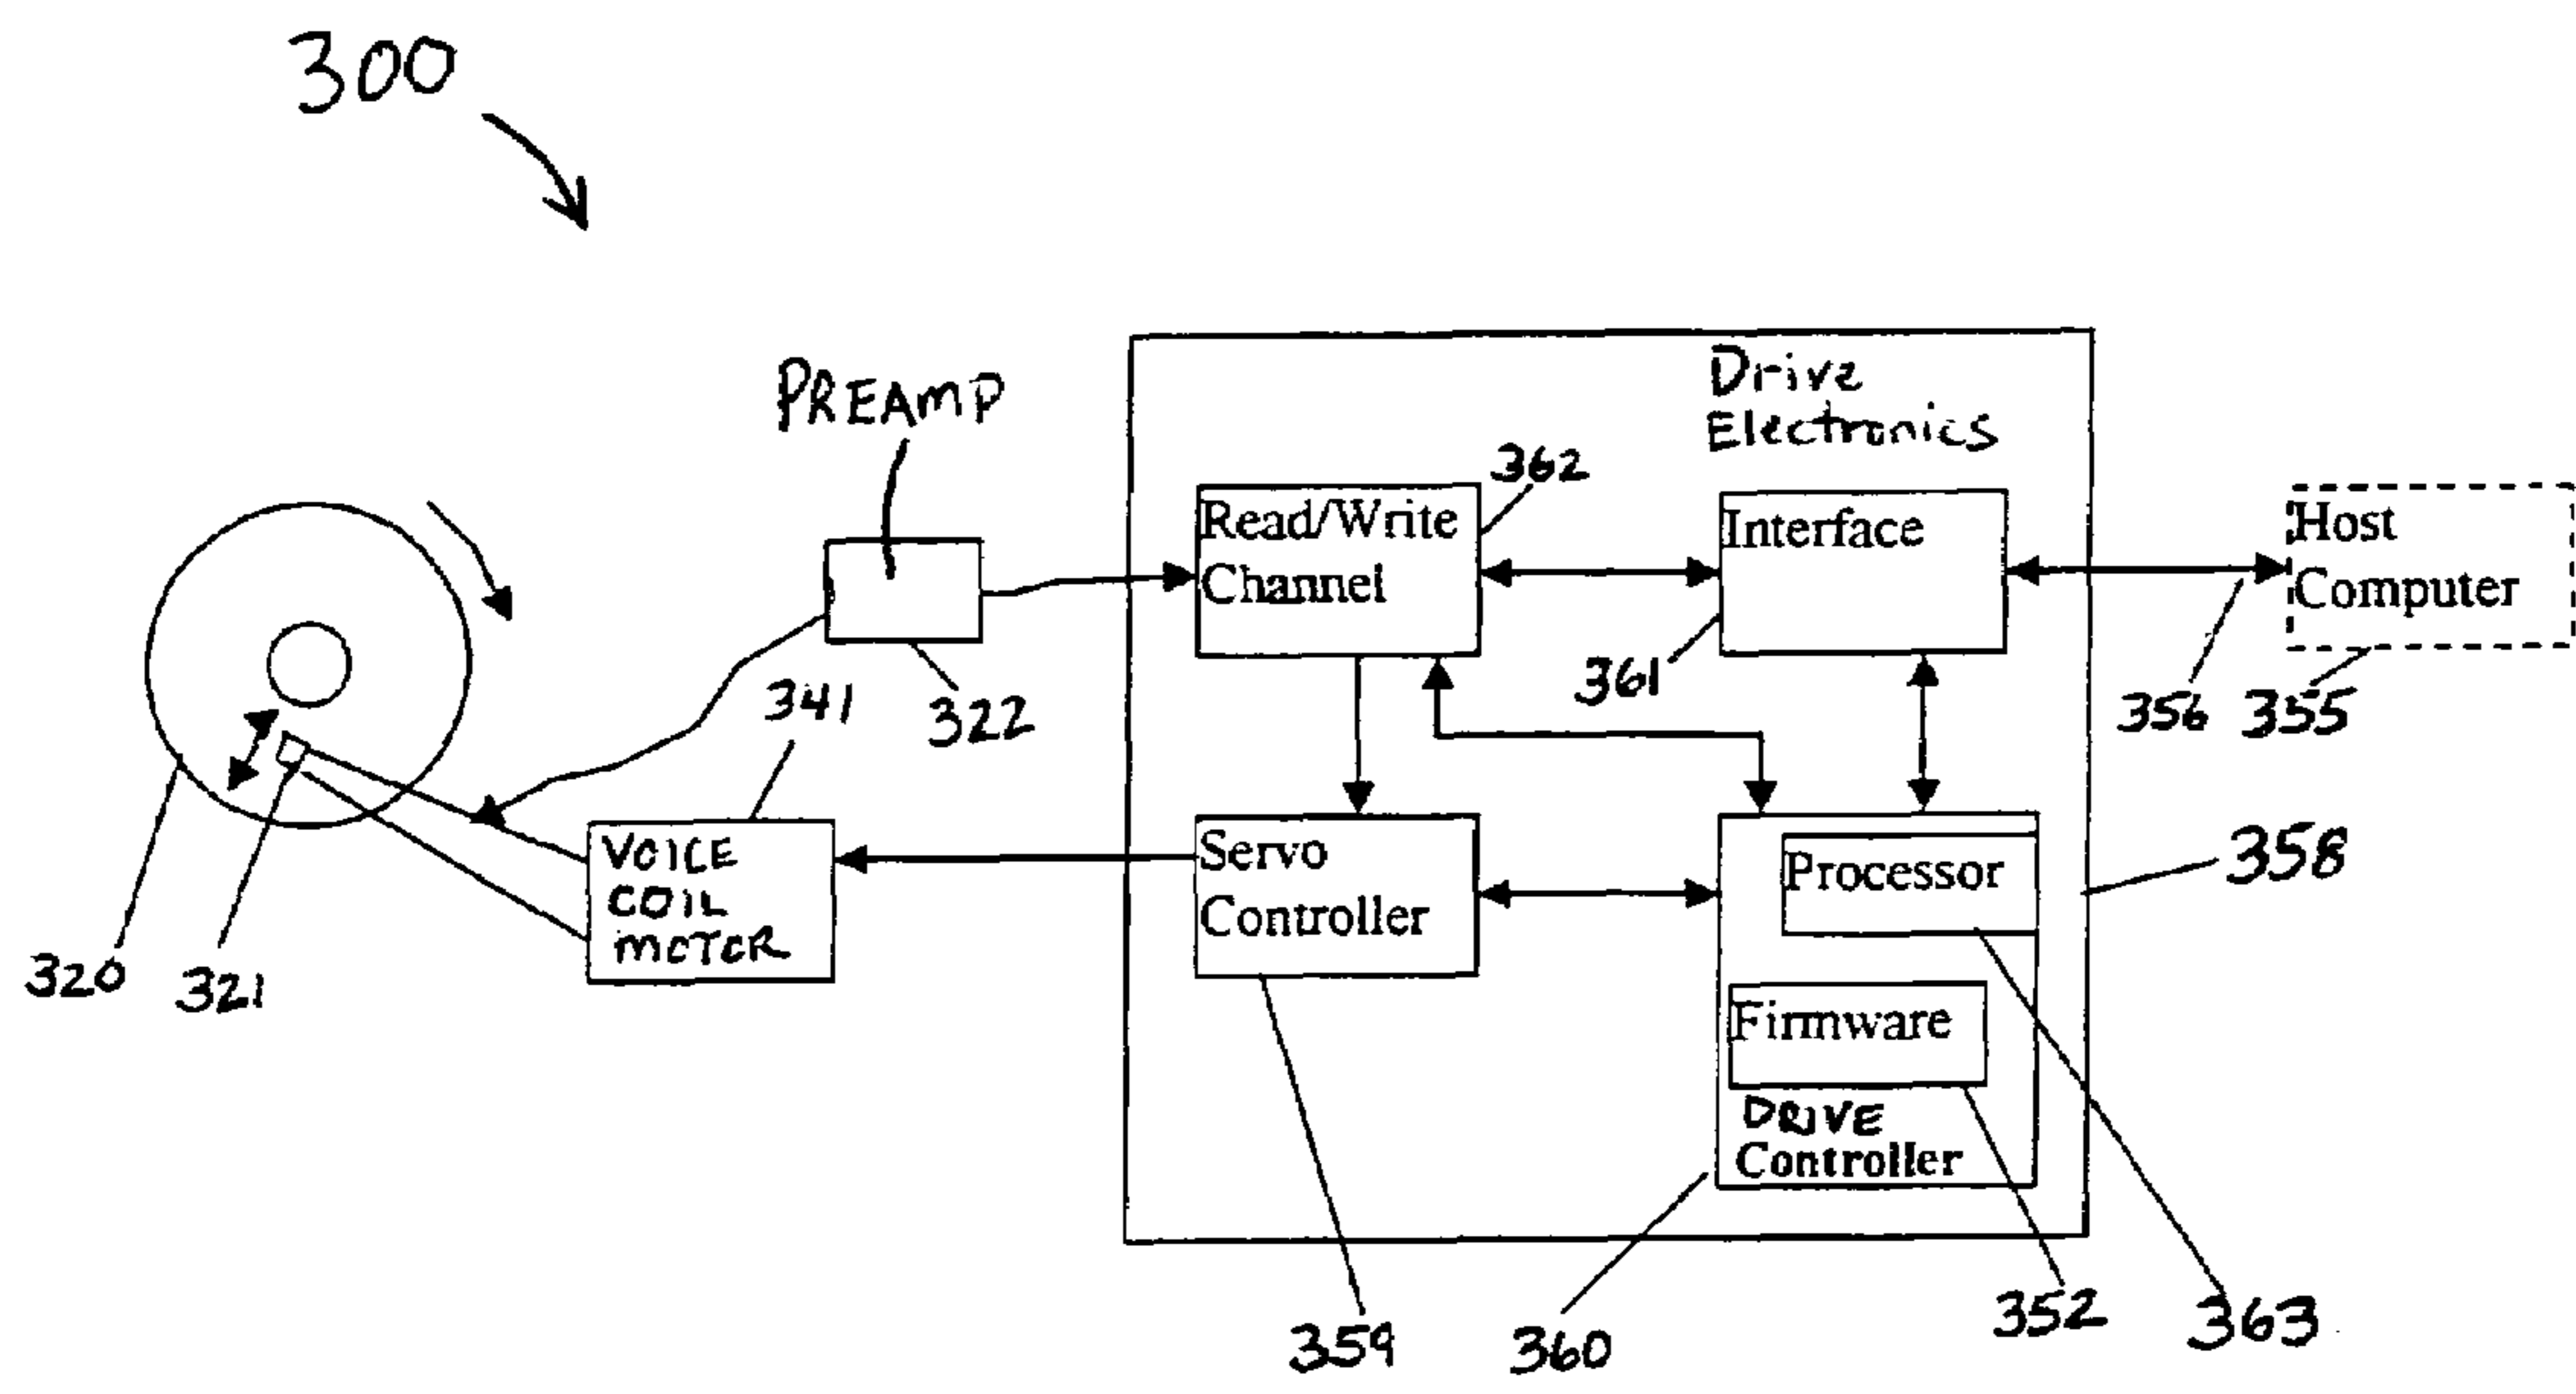 300
PREAMP
Drive
Electronics
362
Read/Write
Channel
Interface
Host
Computer
341
322
361
356
355
320
321
VOICE
COIL
MOTOR
Servo
Controller
Processor
358
Firmware
DRIVE
Controller
359
360
352
363